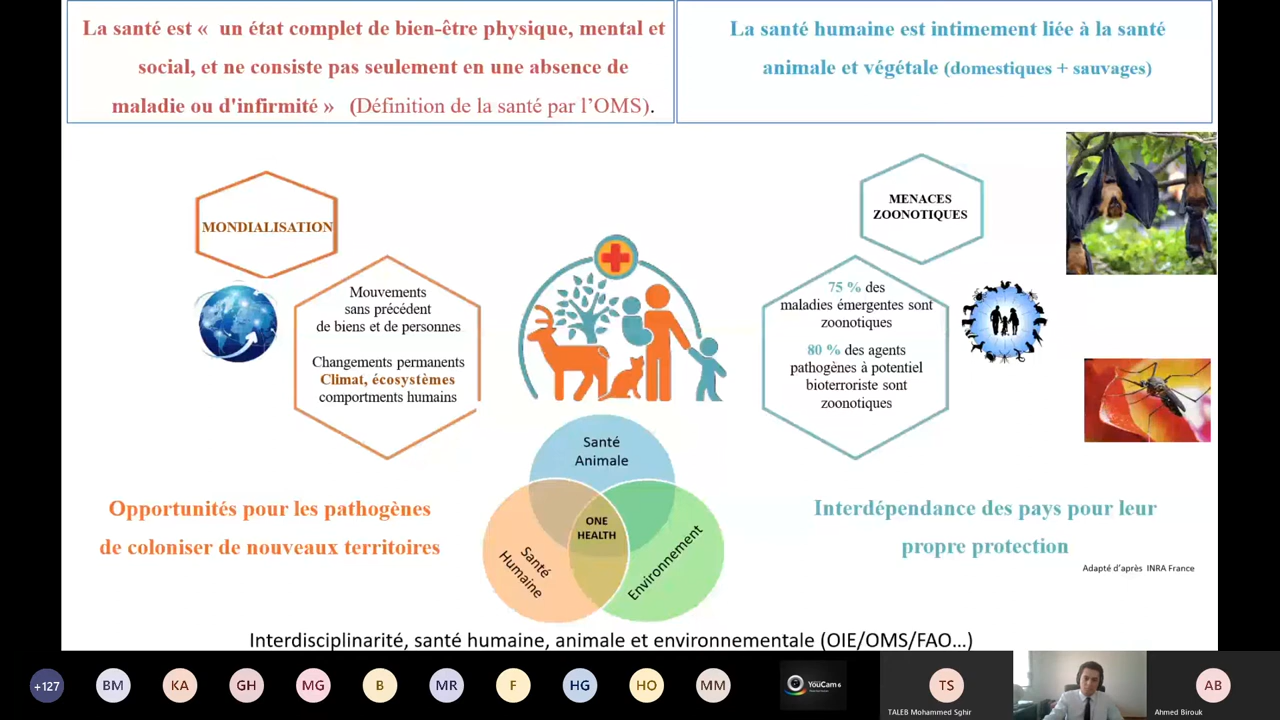 La santé est « un état complet de bien-être physique, mental et
social, et ne consiste pas seulement en une absence de
maladie ou d'infirmité » (Définition de la santé par l'OMS).
La santé humaine est intimement liée à la santé
animale et végétale (domestiques + sauvages)
MONDIALISATION
Mouvements
sans précédent
de biens et de personnes
Changements permanents
Climat, écosystèmes
comportments humains
MENACES
ZOONOTIQUES
75 % des
maladies émergentes sont
zoonotiques
80 % des agents
pathogènes à potentiel
bioterroriste sont
zoonotiques
Santé
Animale
ONE
HEALTH
Santé
Humaine
Environnement
Opportunités pour les pathogènes
de coloniser de nouveaux territoires
Interdépendance des pays pour leur
propre protection
Adapté d'après INRA France
Interdisciplinarité, santé humaine, animale et environnementale (OIE/OMS/FAO...)
+127
BM
KA
GH
MG
B
MR
F
HG
HO
MM
YouCam 6
TS
TALEB Mohammed Sghir
AB
Ahmed Birouk